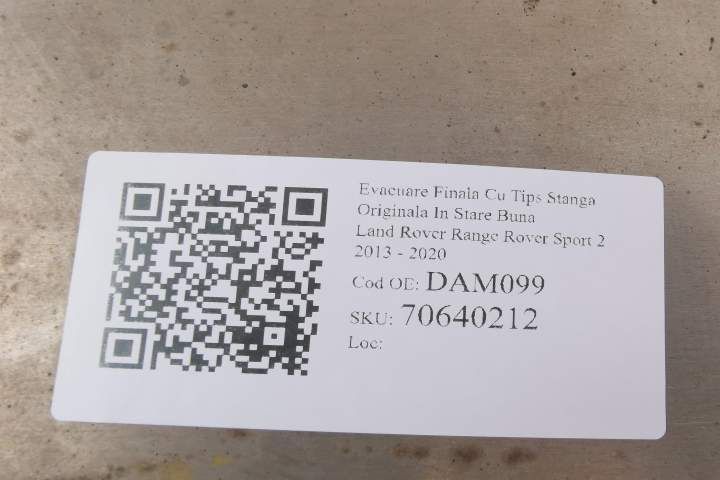 Evacuare Finala Cu Tips Stanga
Originala In Stare Buna
Land Rover Range Rover Sport 2
2013 - 2020
Cod OE: DAM099
SKU: 70640212
Loc: